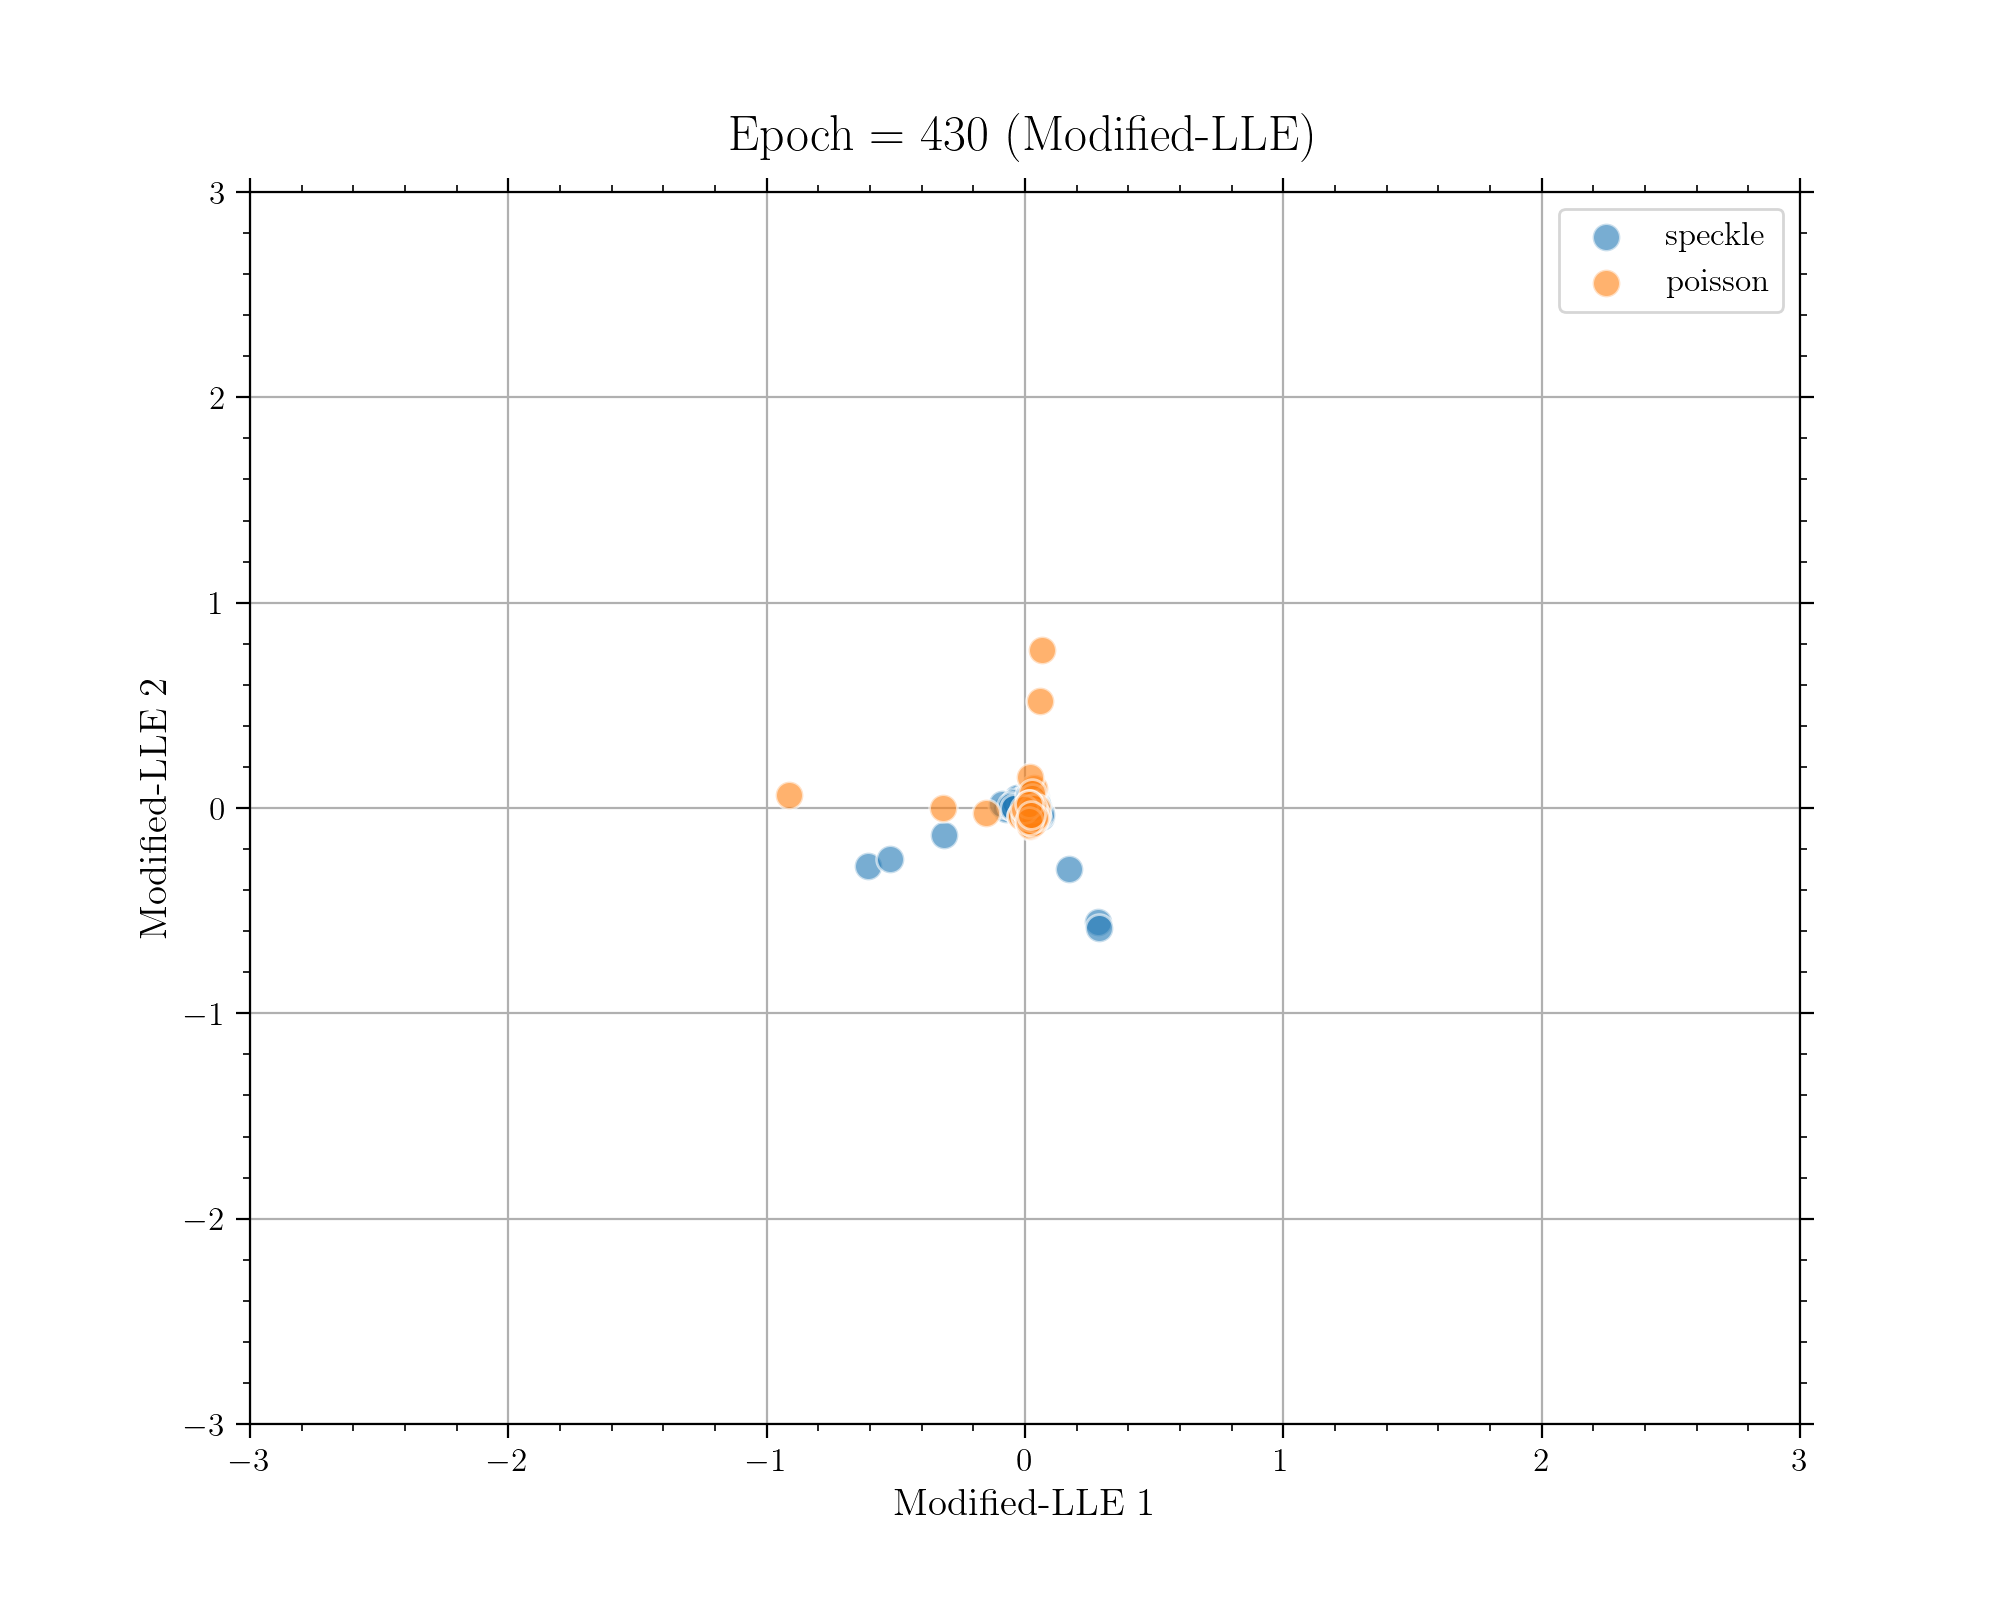 Epoch = 430 (Modified-LLE)
speckle
poisson
3
2
1
0
−1
−2
−3
Modified-LLE 2
−3 −2 −1 0 1 2 3
Modified-LLE 1